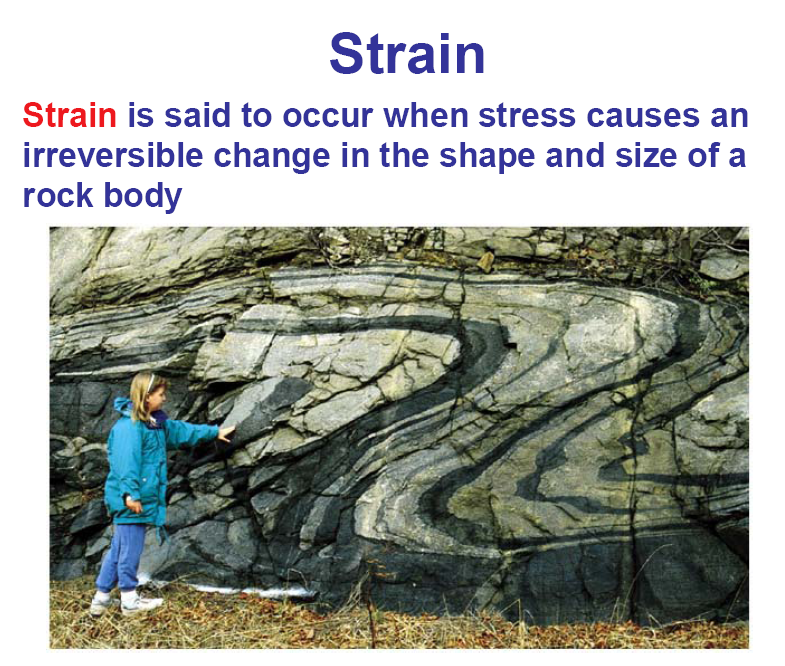 Strain
Strain is said to occur when stress causes an
irreversible change in the shape and size of a
rock body